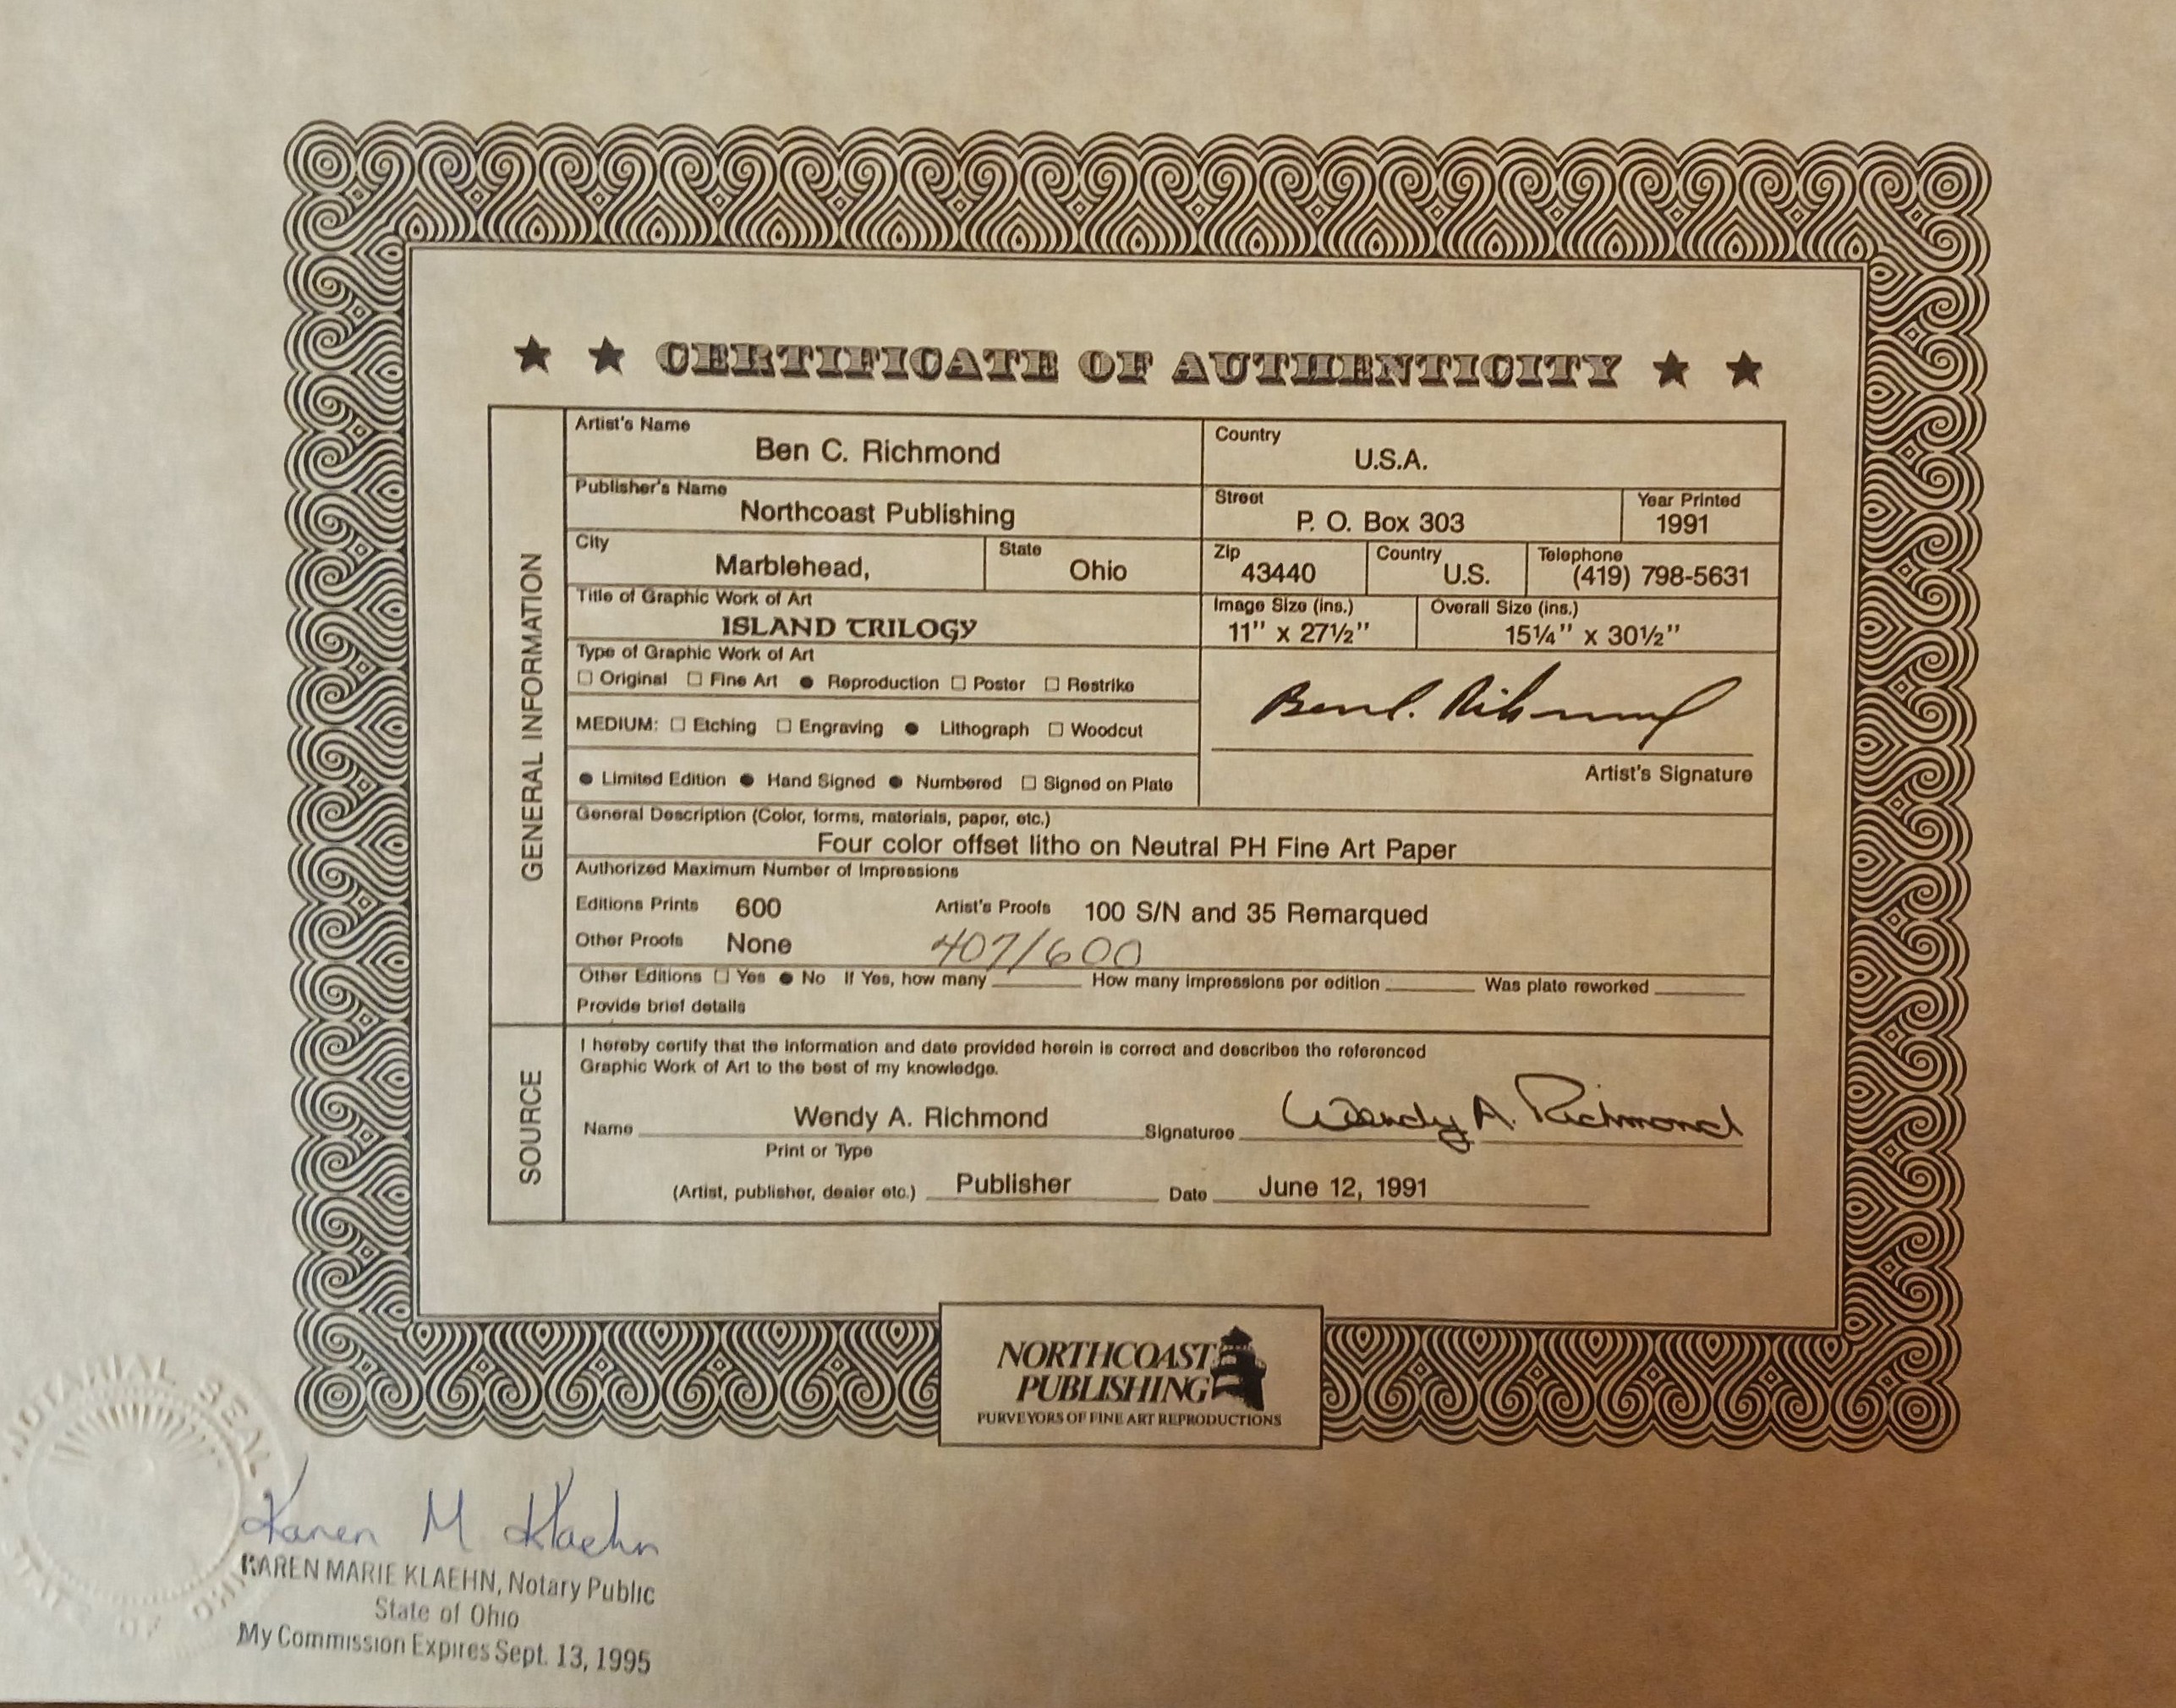 ★ ★ CERTIFICATE OF AUTHENTICITY ★ ★
GENERAL INFORMATION
Artist's Name Ben C. Richmond Country U.S.A.
Publisher's Name Northcoast Publishing Street P. O. Box 303 Year Printed 1991
City Marblehead, State Ohio Zip 43440 Country U.S. Telephone (419) 798-5631
Title of Graphic Work of Art ISLAND TRILOGY Image Size (ins.) 11" x 27½" Overall Size (ins.) 15¼" x 30½"
Type of Graphic Work of Art
☐ Original ☐ Fine Art ● Reproduction ☐ Poster ☐ Restrike
MEDIUM: ☐ Etching ☐ Engraving ● Lithograph ☐ Woodcut
● Limited Edition ● Hand Signed ● Numbered ☐ Signed on Plate
Ben C. Richmond
Artist's Signature
General Description (Color, forms, materials, paper, etc.)
Four color offset litho on Neutral PH Fine Art Paper
Authorized Maximum Number of Impressions
Editions Prints 600 Artist's Proofs 100 S/N and 35 Remarqued
Other Proofs None 407/600
Other Editions ☐ Yes ● No If Yes, how many ______ How many impressions per edition ______ Was plate reworked ______
Provide brief details
SOURCE
I hereby certify that the information and date provided herein is correct and describes the referenced
Graphic Work of Art to the best of my knowledge.
Name Wendy A. Richmond Signaturee Wendy A. Richmond
Print or Type
(Artist, publisher, dealer etc.) Publisher Date June 12, 1991
NORTHCOAST
PUBLISHING
PURVEYORS OF FINE ART REPRODUCTIONS
NOTARIAL SEAL
STATE OF OHIO
Karen M Klaehn
KAREN MARIE KLAEHN, Notary Public
State of Ohio
My Commission Expires Sept. 13, 1995